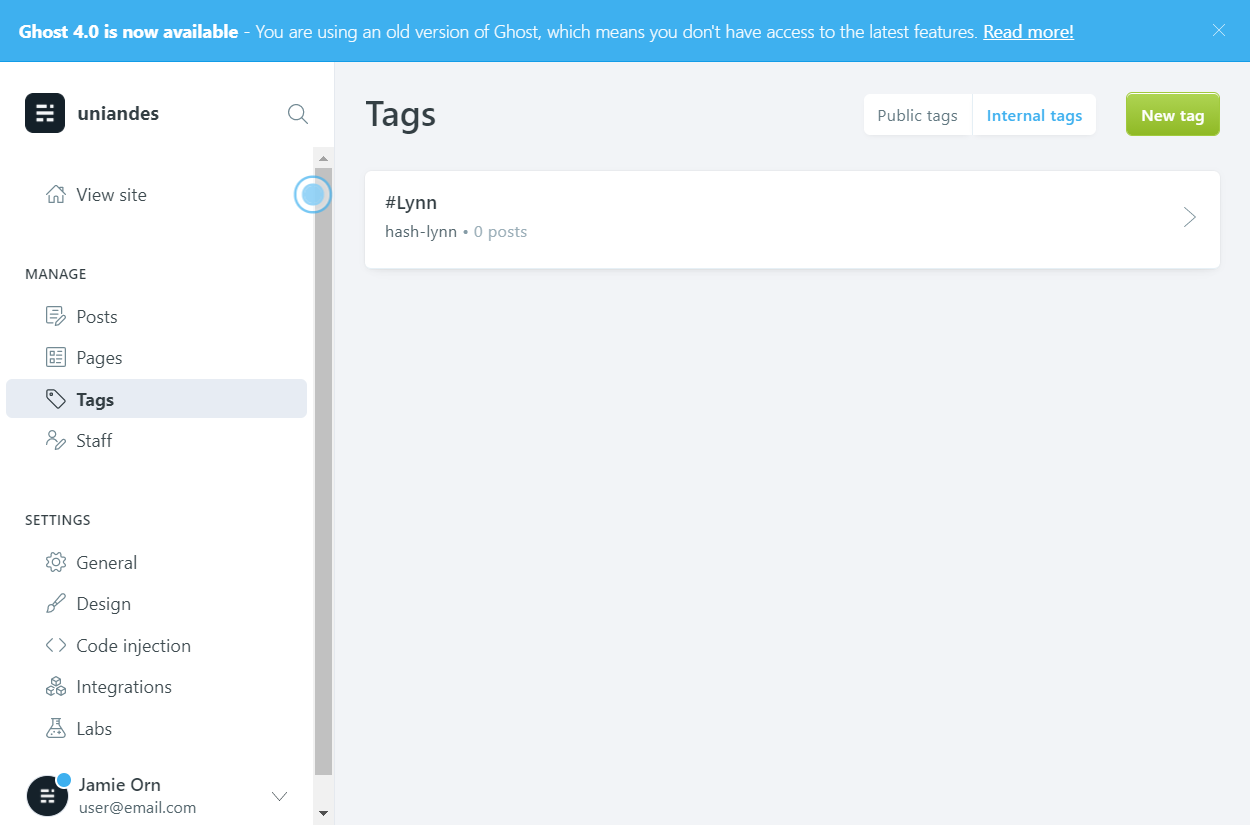 Ghost 4.0 is now available - You are using an old version of Ghost, which means you don't have access to the latest features. Read more!
uniandes
View site
MANAGE
Posts
Pages
Tags
Staff
SETTINGS
General
Design
Code injection
Integrations
Labs
Jamie Orn
user@email.com
Tags
Public tags
Internal tags
New tag
#Lynn
hash-lynn • 0 posts